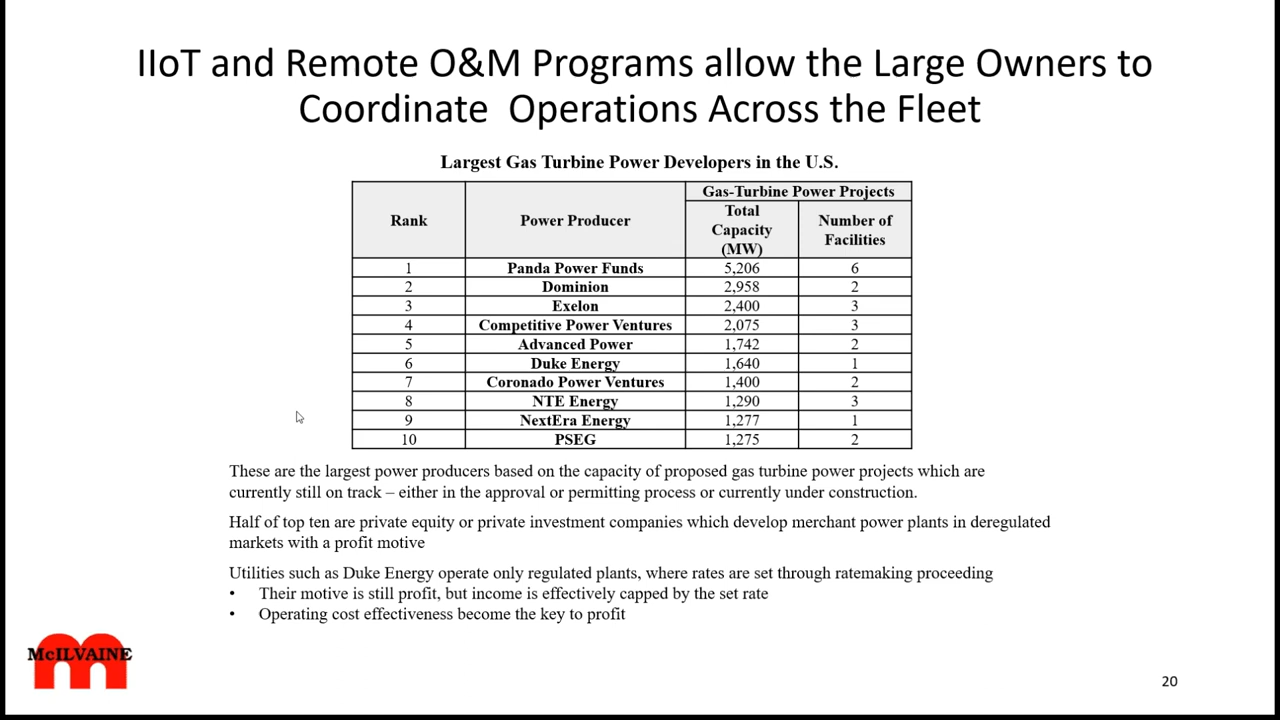 IIoT and Remote O&M Programs allow the Large Owners to
Coordinate  Operations Across the Fleet
Largest Gas Turbine Power Developers in the U.S.
Rank Power Producer Gas-Turbine Power Projects
Total Capacity (MW) Number of Facilities
1 Panda Power Funds 5,206 6
2 Dominion 2,958 2
3 Exelon 2,400 3
4 Competitive Power Ventures 2,075 3
5 Advanced Power 1,742 2
6 Duke Energy 1,640 1
7 Coronado Power Ventures 1,400 2
8 NTE Energy 1,290 3
9 NextEra Energy 1,277 1
10 PSEG 1,275 2
These are the largest power producers based on the capacity of proposed gas turbine power projects which are
currently still on track – either in the approval or permitting process or currently under construction.
Half of top ten are private equity or private investment companies which develop merchant power plants in deregulated
markets with a profit motive
Utilities such as Duke Energy operate only regulated plants, where rates are set through ratemaking proceeding
• Their motive is still profit, but income is effectively capped by the set rate
• Operating cost effectiveness become the key to profit
McILVAINE
20